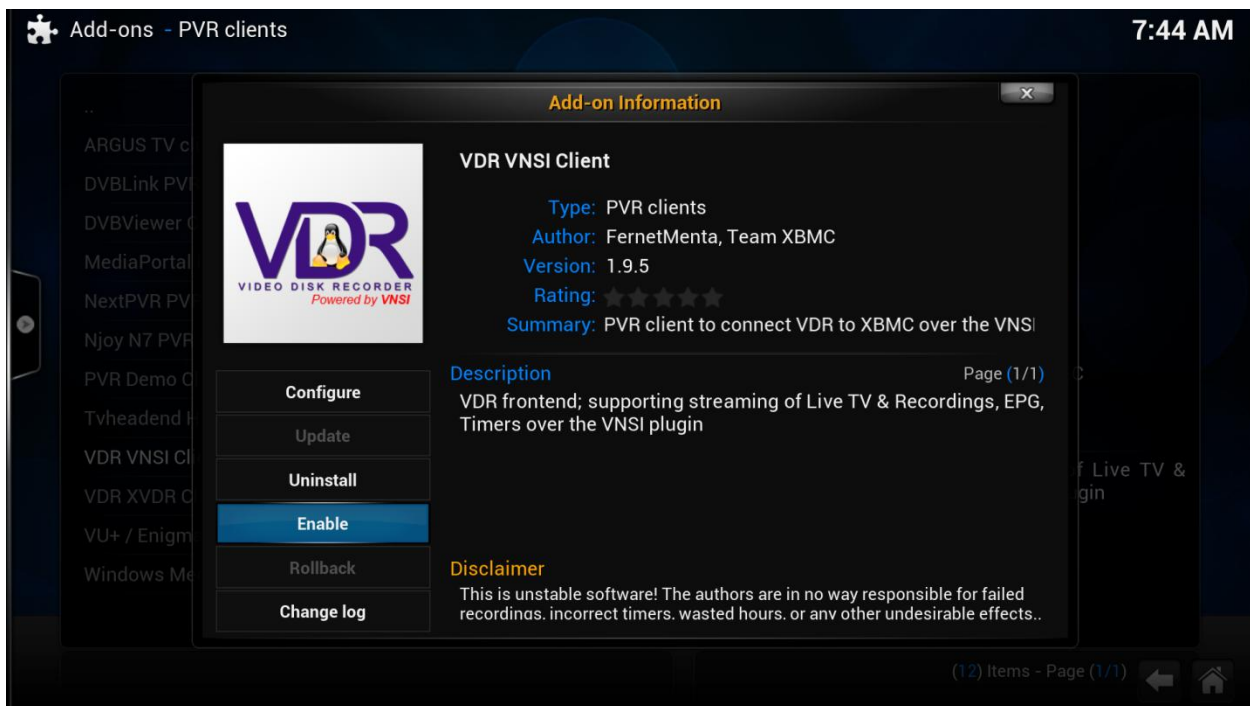 Add-ons - PVR clients
7:44 AM
Add-on Information
..
ARGUS TV c
DVBLink PV
DVBViewer
MediaPortal
NextPVR PV
Njoy N7 PVR
PVR Demo C
Tvheadend H
VDR VNSI Cl
VDR XVDR C
VU+ / Enigm
Windows Me
VDR
VIDEO DISK RECORDER
Powered by VNSI
Configure
Update
Uninstall
Enable
Rollback
Change log
VDR VNSI Client
Type: PVR clients
Author: FernetMenta, Team XBMC
Version: 1.9.5
Rating:
Summary: PVR client to connect VDR to XBMC over the VNS
Description
Page (1/1)
VDR frontend; supporting streaming of Live TV & Recordings, EPG,
Timers over the VNSI plugin
Disclaimer
This is unstable software! The authors are in no way responsible for failed
recordings, incorrect timers, wasted hours, or any other undesirable effects..
f Live TV &
gin
(12) Items - Page (1/1)